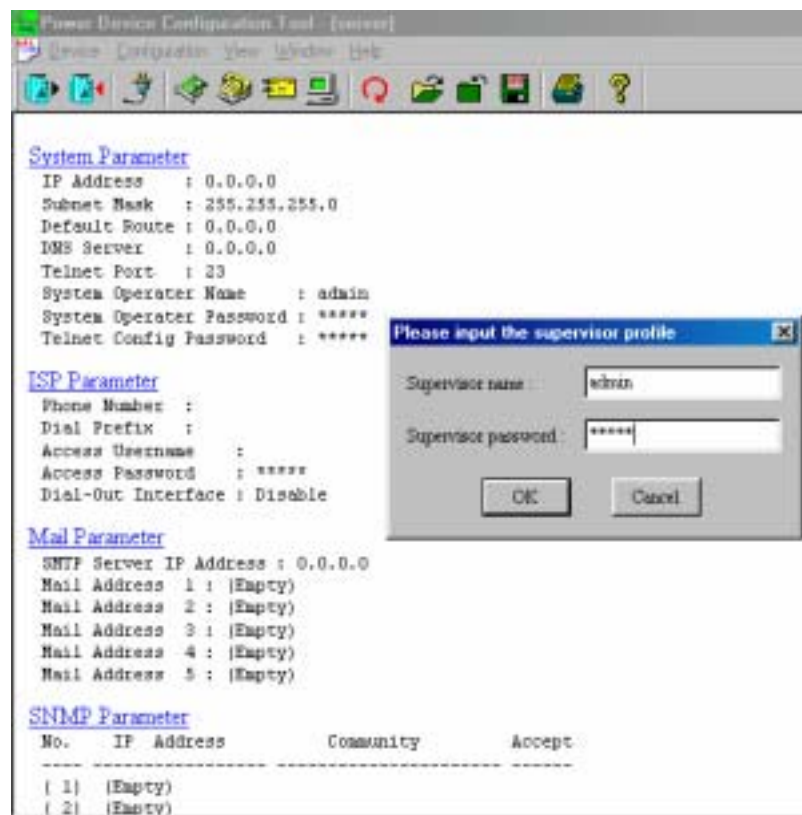 Power Device Configuration Tool - [server]
Device Configuration View Window Help
System Parameter
IP Address : 0.0.0.0
Subnet Mask : 255.255.255.0
Default Route : 0.0.0.0
DNS Server : 0.0.0.0
Telnet Port : 23
System Operater Name : admin
System Operater Password : *****
Telnet Config Password : *****
Please input the supervisor profile
Supervisor name :
admin
Supervisor password :
*****
OK
Cancel
ISP Parameter
Phone Number :
Dial Prefix :
Access Username :
Access Password : *****
Dial-Out Interface : Disable
Mail Parameter
SMTP Server IP Address : 0.0.0.0
Mail Address 1 : (Empty)
Mail Address 2 : (Empty)
Mail Address 3 : (Empty)
Mail Address 4 : (Empty)
Mail Address 5 : (Empty)
SNMP Parameter
No. IP Address Community Accept
---- ----------------- ---------------------- ------
( 1) (Empty)
( 2) (Empty)